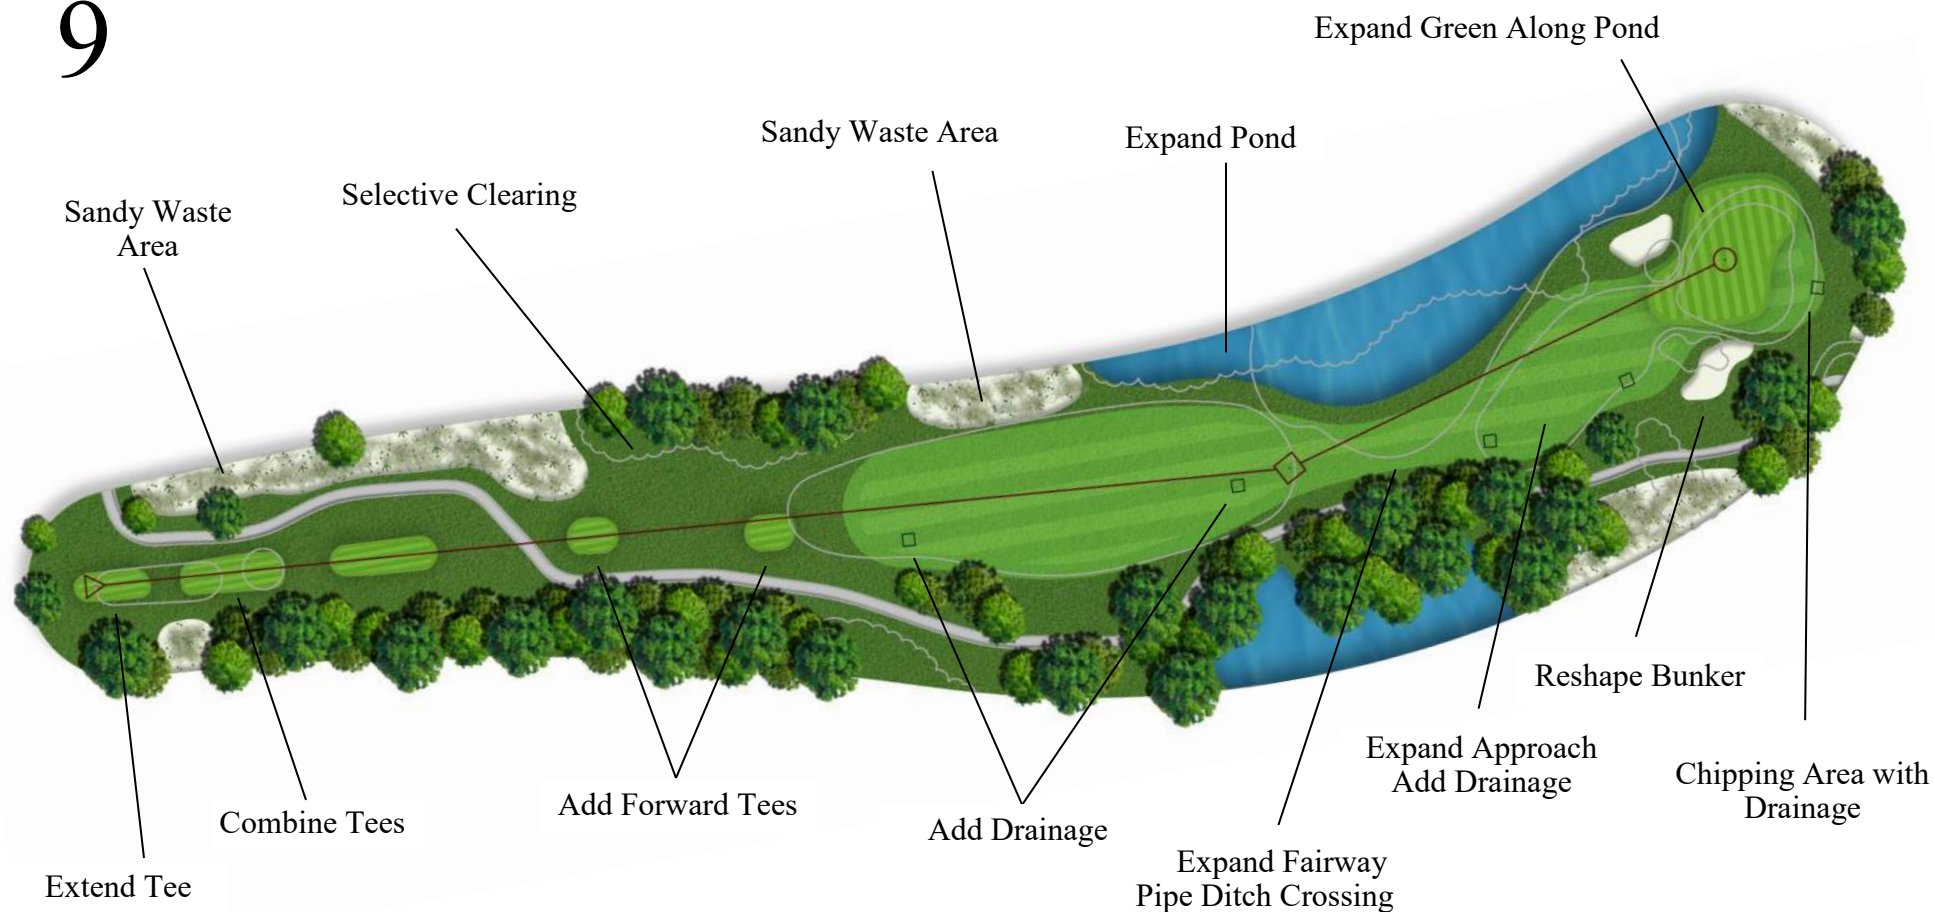 9
Expand Green Along Pond
Sandy Waste Area
Expand Pond
Selective Clearing
Sandy Waste
Area
Reshape Bunker
Expand Approach
Add Drainage
Chipping Area with
Drainage
Add Forward Tees
Combine Tees
Add Drainage
Expand Fairway
Pipe Ditch Crossing
Extend Tee